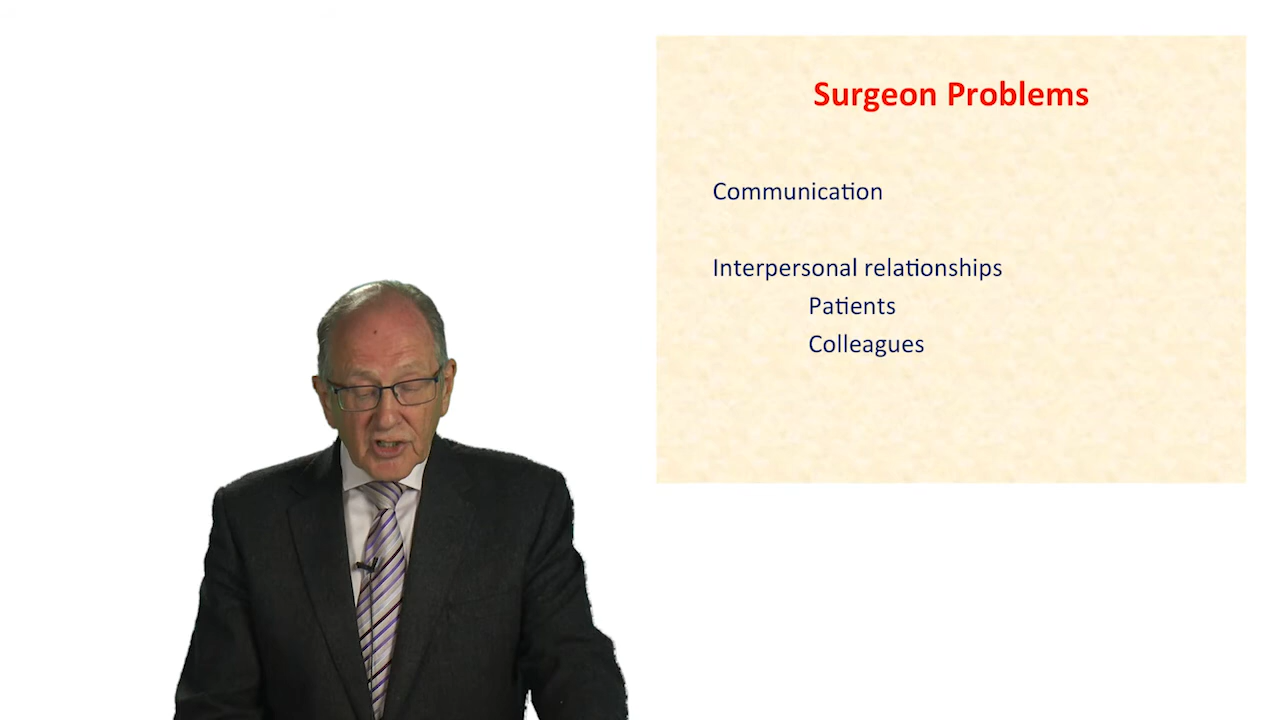 Surgeon Problems
Communication
Interpersonal relationships
Patients
Colleagues